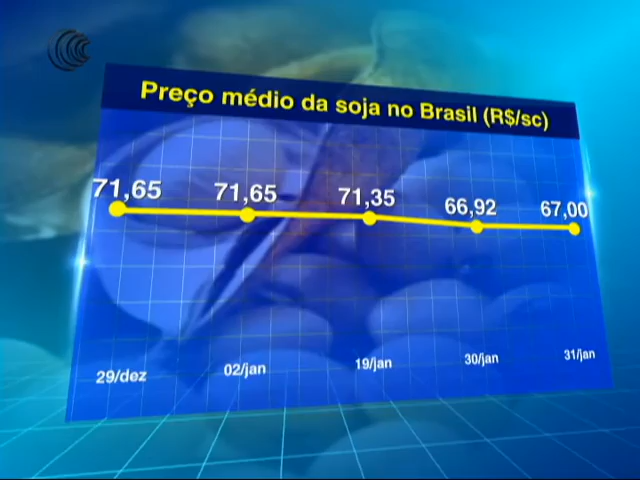 Preço médio da soja no Brasil (R$/sc)
71,65 71,65 71,35 66,92 67,00
29/dez 02/jan 19/jan 30/jan 31/jan